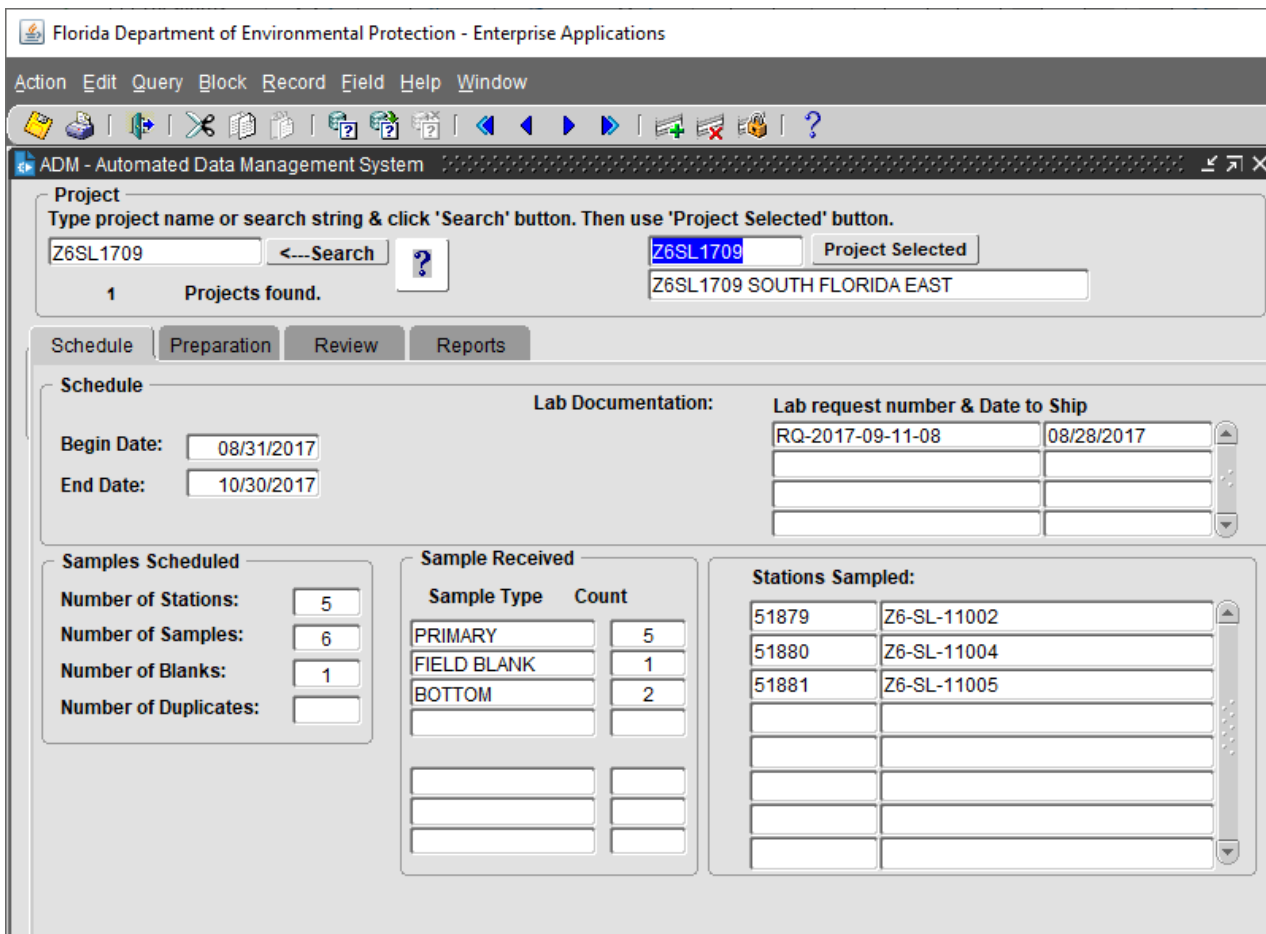 Florida Department of Environmental Protection - Enterprise Applications
Action Edit Query Block Record Field Help Window
ADM - Automated Data Management System
Project
Type project name or search string & click 'Search' button. Then use 'Project Selected' button.
Z6SL1709 <---Search ? Z6SL1709 Project Selected
1 Projects found. Z6SL1709 SOUTH FLORIDA EAST
Schedule Preparation Review Reports
Schedule
Lab Documentation: Lab request number & Date to Ship
RQ-2017-09-11-08 08/28/2017
Begin Date: 08/31/2017
End Date: 10/30/2017
Samples Scheduled
Number of Stations: 5
Number of Samples: 6
Number of Blanks: 1
Number of Duplicates:
Sample Received
Sample Type Count
PRIMARY 5
FIELD BLANK 1
BOTTOM 2
Stations Sampled:
51879 Z6-SL-11002
51880 Z6-SL-11004
51881 Z6-SL-11005